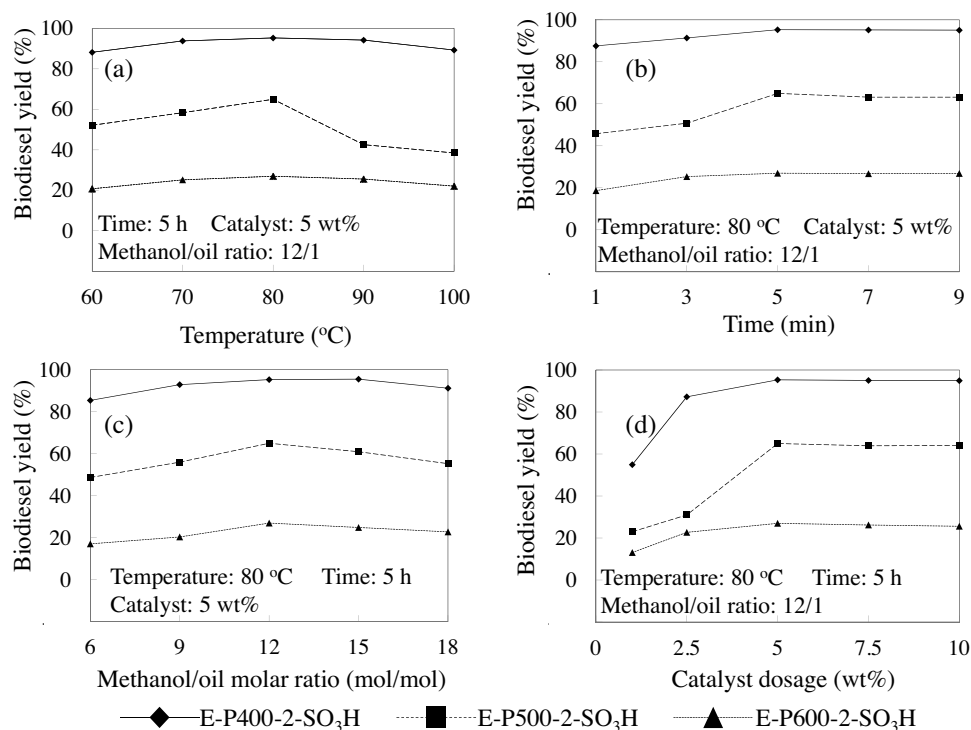 100
80
60
40
20
0
Biodiesel yield (%)
(a)
Time: 5 h Catalyst: 5 wt%
Methanol/oil ratio: 12/1
60 70 80 90 100
Temperature (ºC)
100
80
60
40
20
0
Biodiesel yield (%)
(b)
Temperature: 80 ºC Catalyst: 5 wt%
Methanol/oil ratio: 12/1
1 3 5 7 9
Time (min)
100
80
60
40
20
0
Biodiesel yield (%)
(c)
Temperature: 80 ºC Time: 5 h
Catalyst: 5 wt%
6 9 12 15 18
Methanol/oil molar ratio (mol/mol)
100
80
60
40
20
0
Biodiesel yield (%)
(d)
Temperature: 80 ºC Time: 5 h
Methanol/oil ratio: 12/1
0 2.5 5 7.5 10
Catalyst dosage (wt%)
E-P400-2-SO₃H E-P500-2-SO₃H E-P600-2-SO₃H